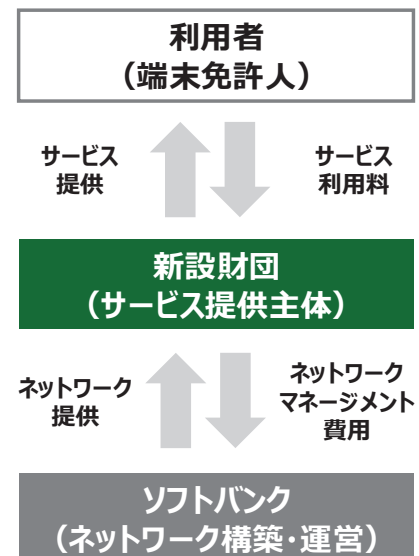 利用者
（端末免許人）
サービス
提供
サービス
利用料
新設財団
（サービス提供主体）
ネットワーク
提供
ネットワーク
マネージメント
費用
ソフトバンク
（ネットワーク構築・運営）